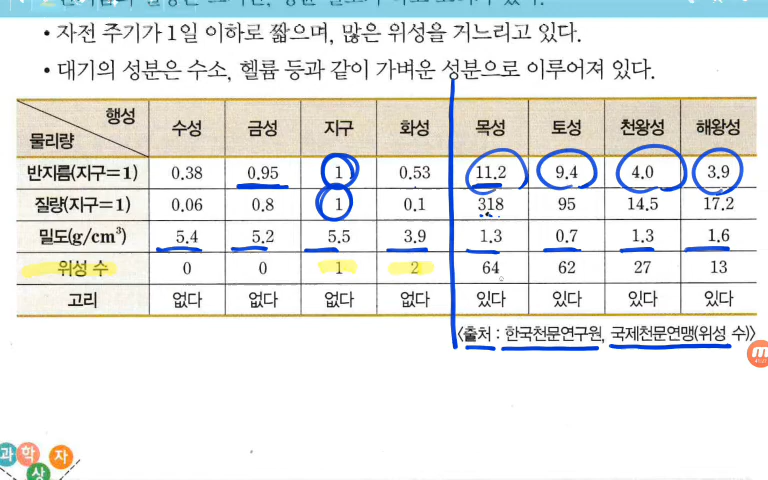 • 자전 주기가 1일 이하로 짧으며, 많은 위성을 거느리고 있다.
• 대기의 성분은 수소, 헬륨 등과 같이 가벼운 성분으로 이루어져 있다.
행성
물리량 수성 금성 지구 화성 목성 토성 천왕성 해왕성
반지름(지구=1) 0.38 0.95 1 0.53 11.2 9.4 4.0 3.9
질량(지구=1) 0.06 0.8 1 0.1 318 95 14.5 17.2
밀도(g/cm³) 5.4 5.2 5.5 3.9 1.3 0.7 1.3 1.6
위성 수 0 0 1 2 64 62 27 13
고리 없다 없다 없다 없다 있다 있다 있다 있다
〈출처 : 한국천문연구원, 국제천문연맹(위성 수)〉
과학자
상